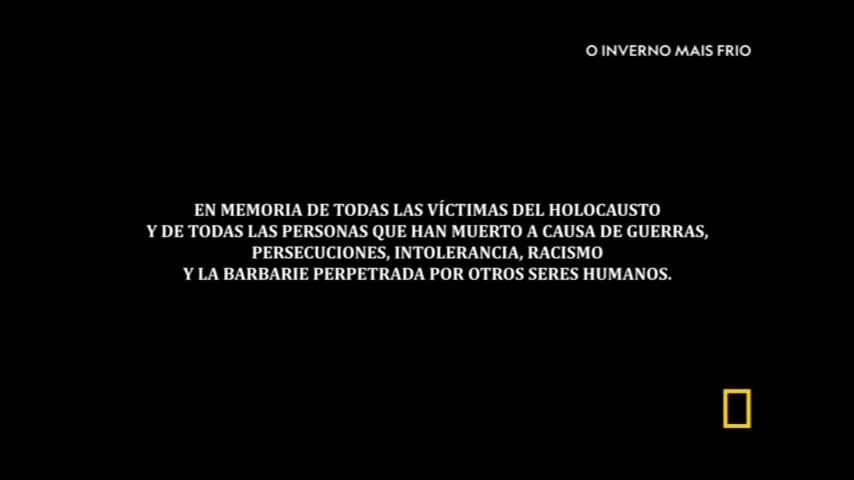 O INVERNO MAIS FRIO
EN MEMORIA DE TODAS LAS VÍCTIMAS DEL HOLOCAUSTO
Y DE TODAS LAS PERSONAS QUE HAN MUERTO A CAUSA DE GUERRAS,
PERSECUCIONES, INTOLERANCIA, RACISMO
Y LA BARBARIE PERPETRADA POR OTROS SERES HUMANOS.